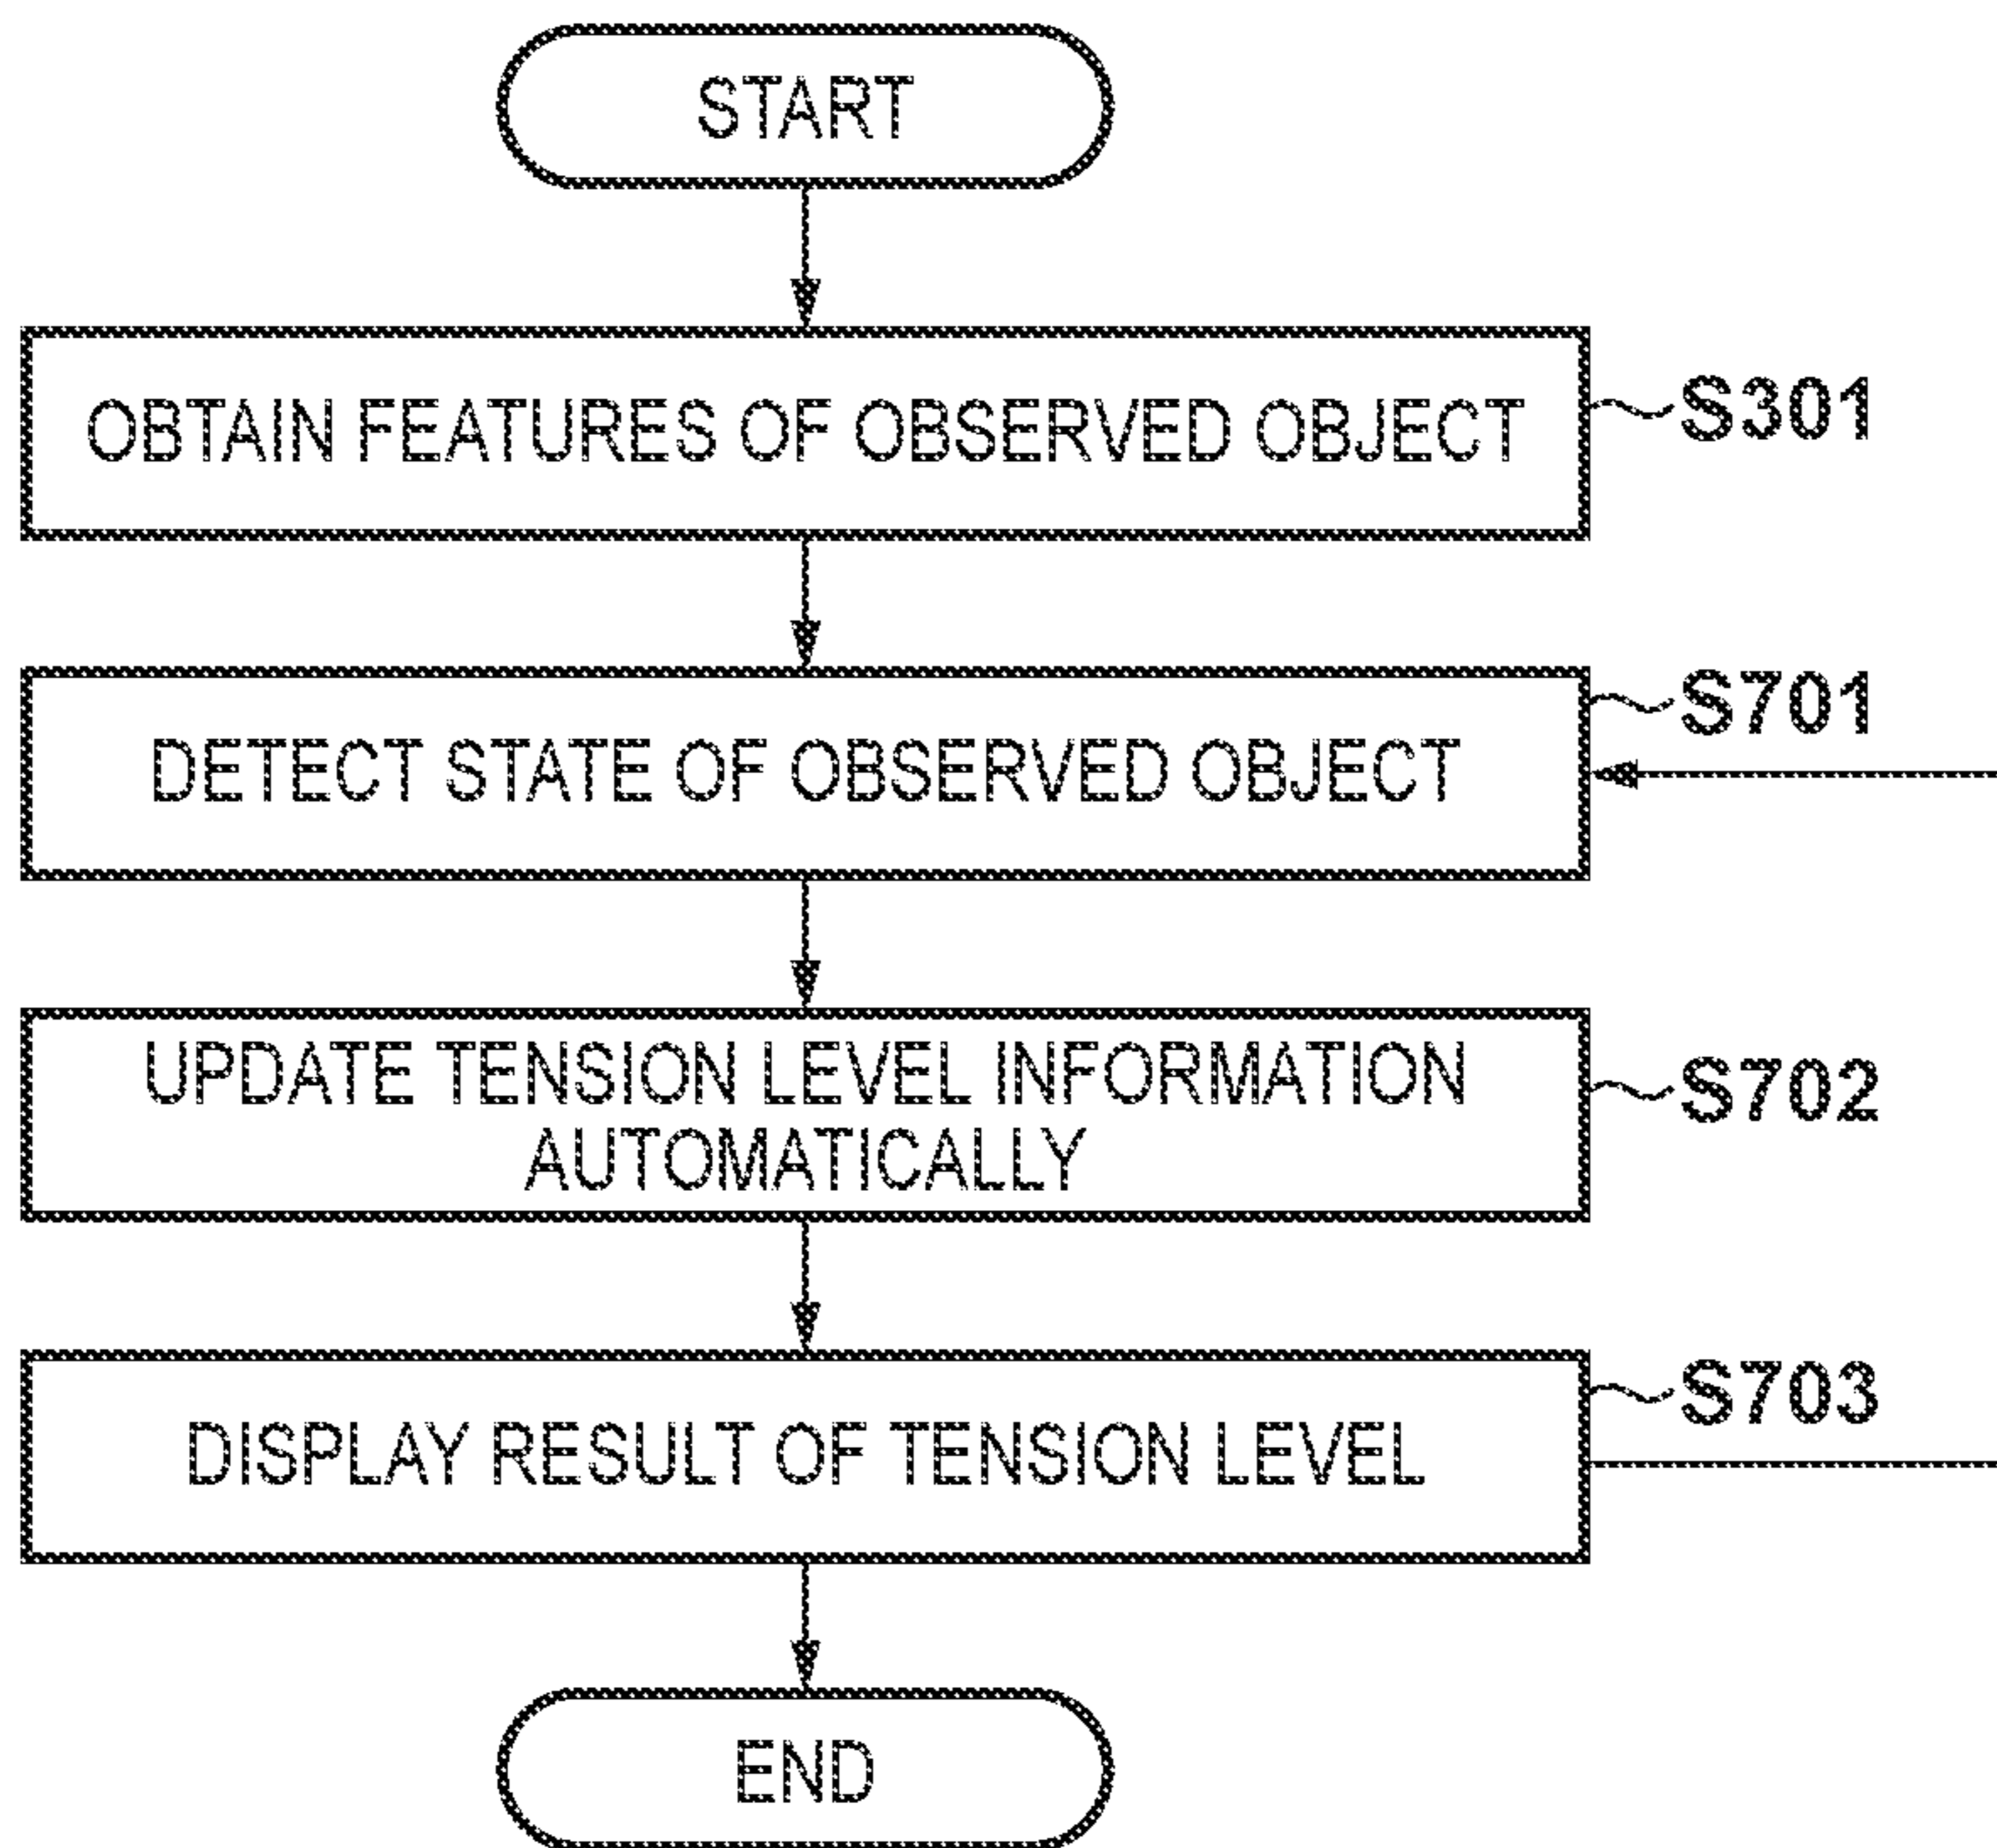 START
OBTAIN FEATURES OF OBSERVED OBJECT
S301
DETECT STATE OF OBSERVED OBJECT
S701
UPDATE TENSION LEVEL INFORMATION
AUTOMATICALLY
S702
DISPLAY RESULT OF TENSION LEVEL
S703
END